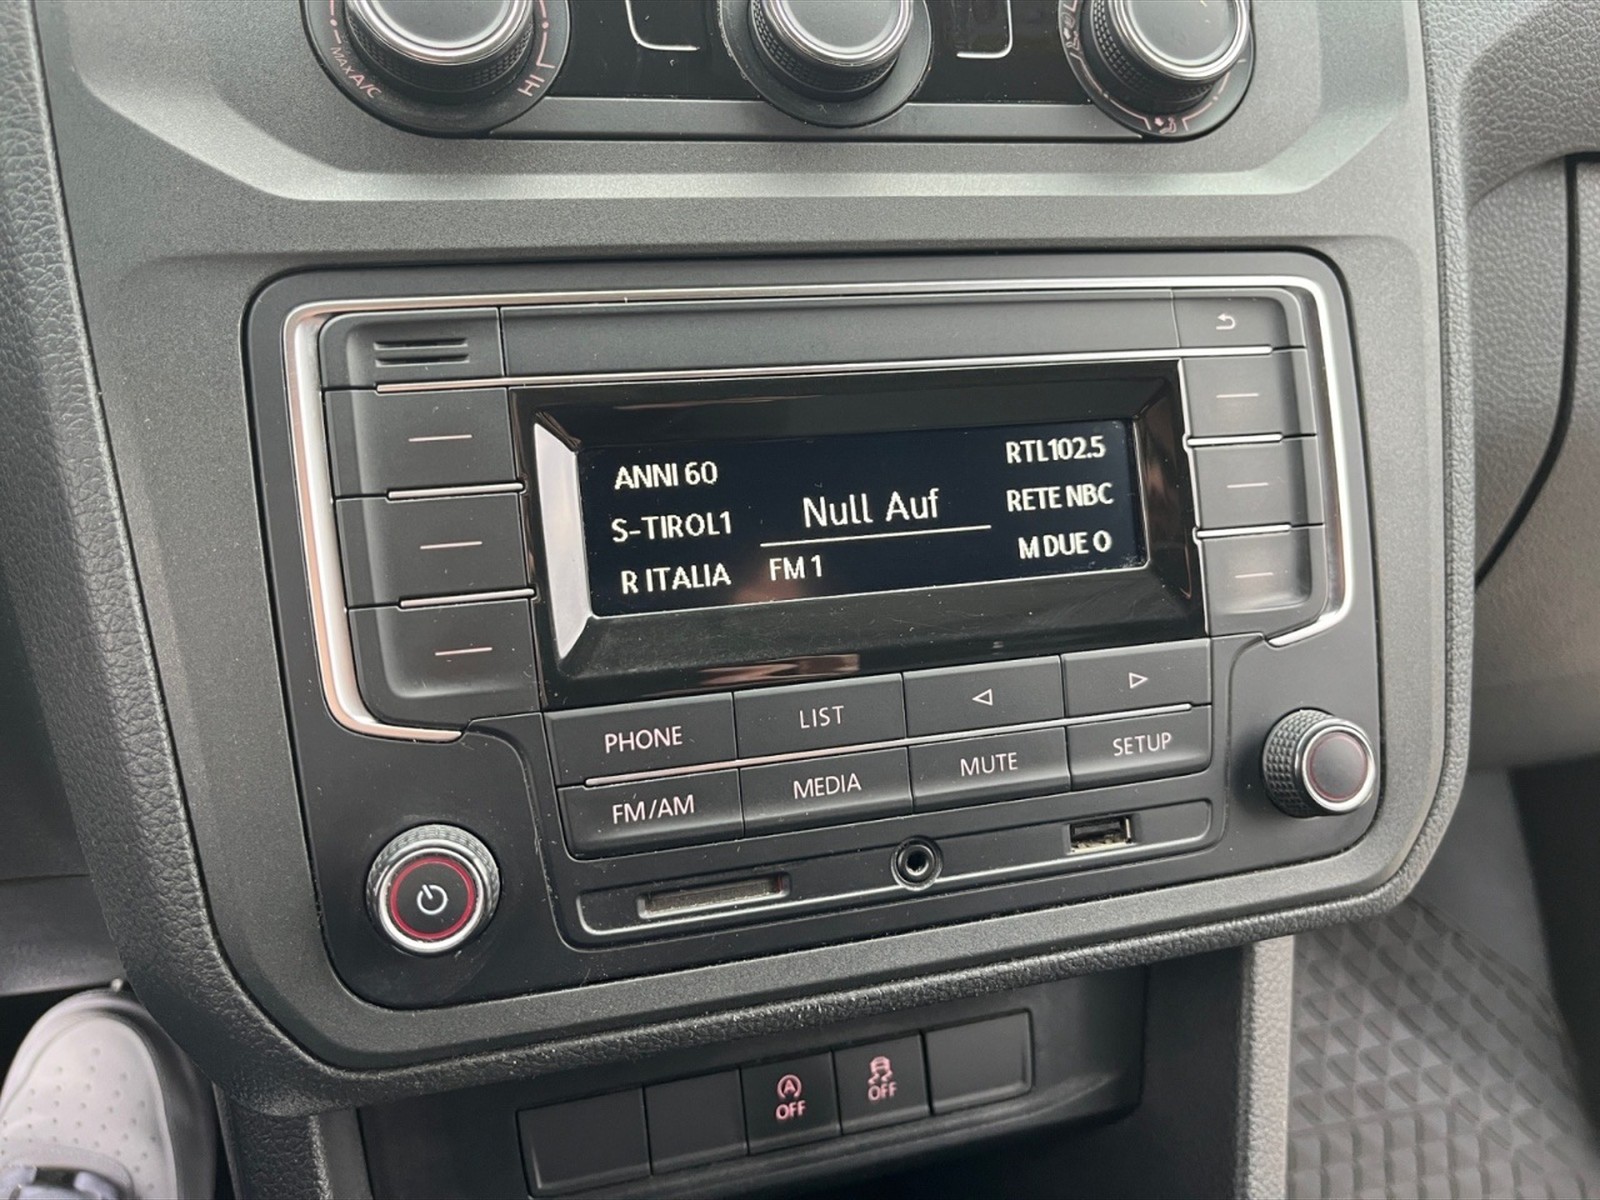 MAX A/C
HI
ANNI 60
S-TIROL1
R ITALIA
Null Auf
FM 1
RTL102.5
RETE NBC
M DUE O
PHONE
LIST
FM/AM
MEDIA
MUTE
SETUP
A
OFF
OFF